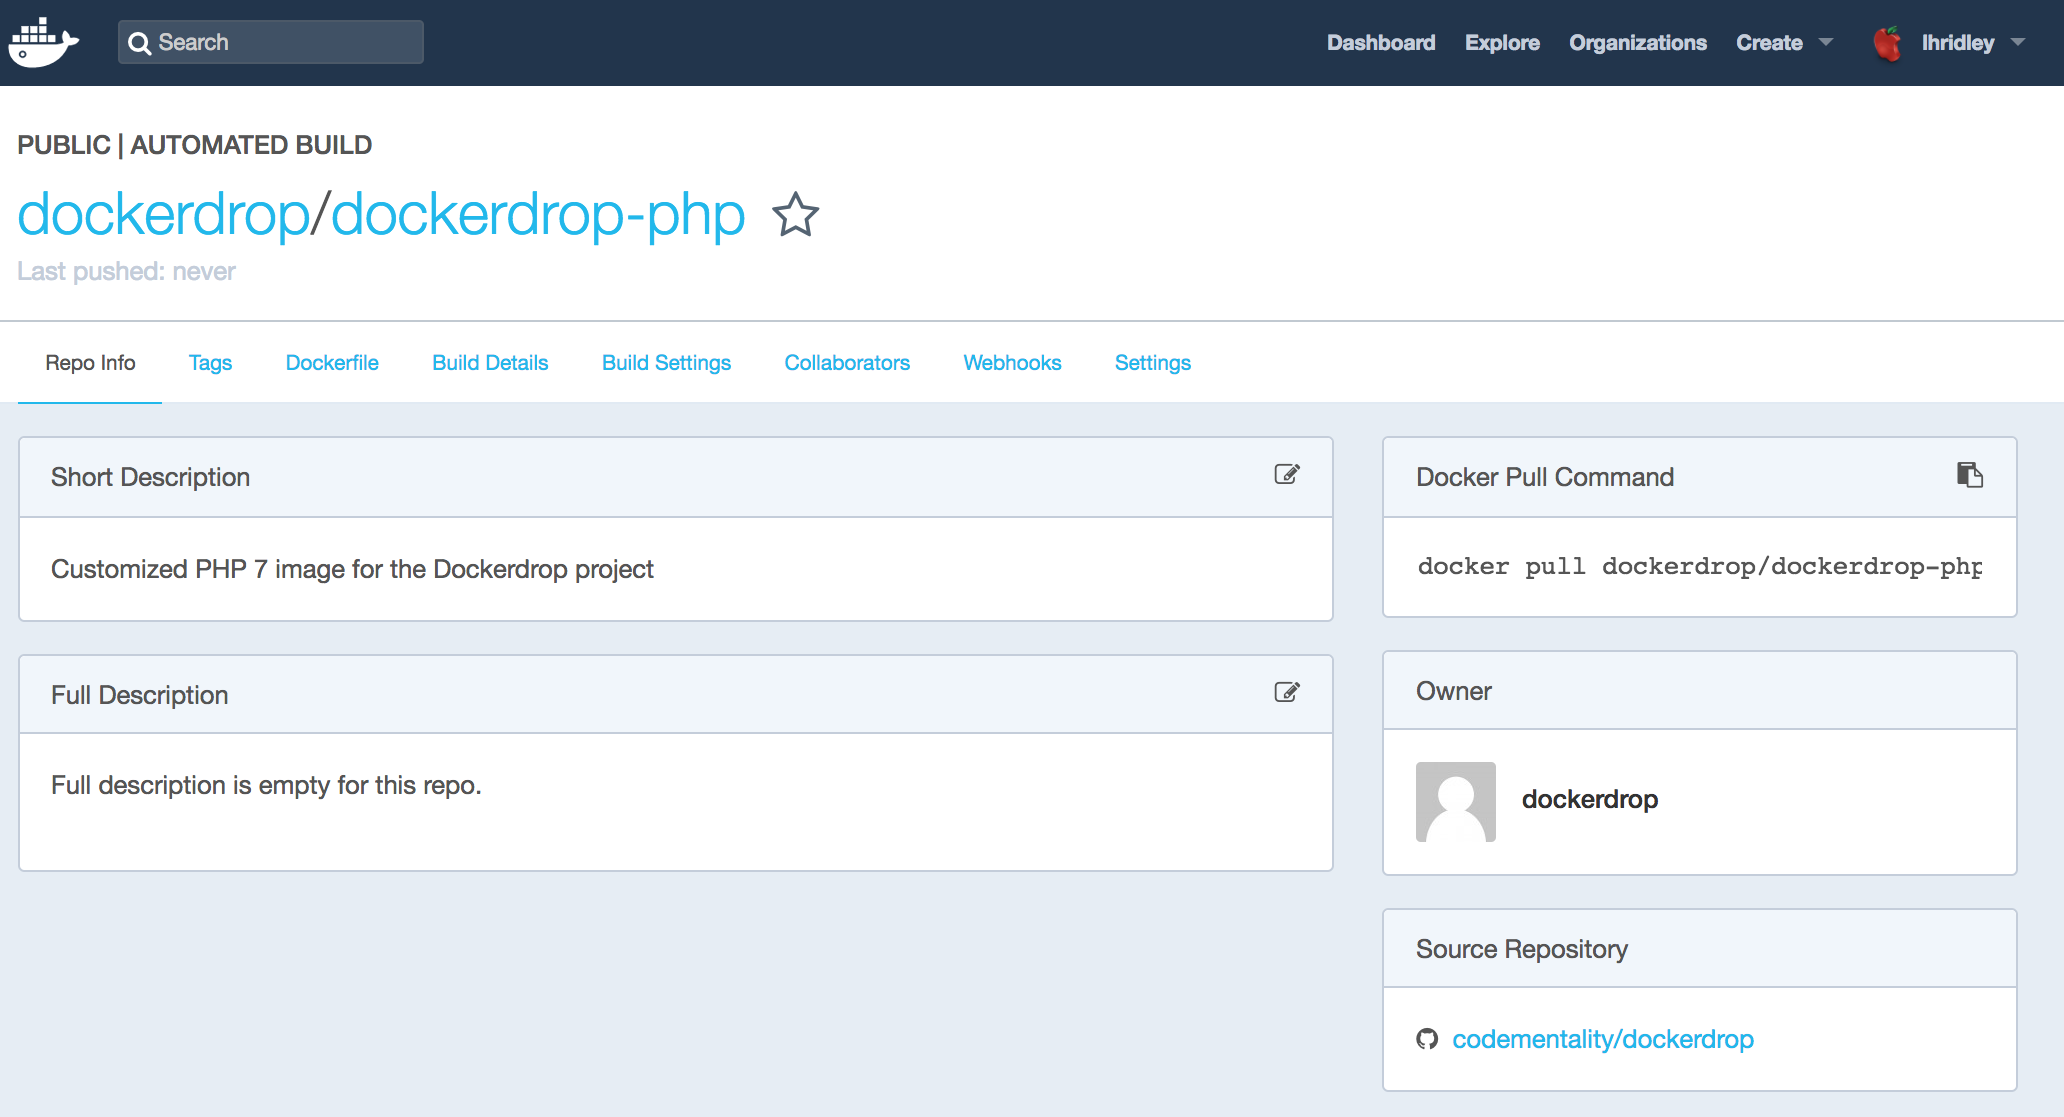 Search
Dashboard Explore Organizations Create lhridley
PUBLIC | AUTOMATED BUILD
dockerdrop/dockerdrop-php
Last pushed: never
Repo Info Tags Dockerfile Build Details Build Settings Collaborators Webhooks Settings
Short Description
Customized PHP 7 image for the Dockerdrop project
Full Description
Full description is empty for this repo.
Docker Pull Command
docker pull dockerdrop/dockerdrop-php
Owner
dockerdrop
Source Repository
codementality/dockerdrop